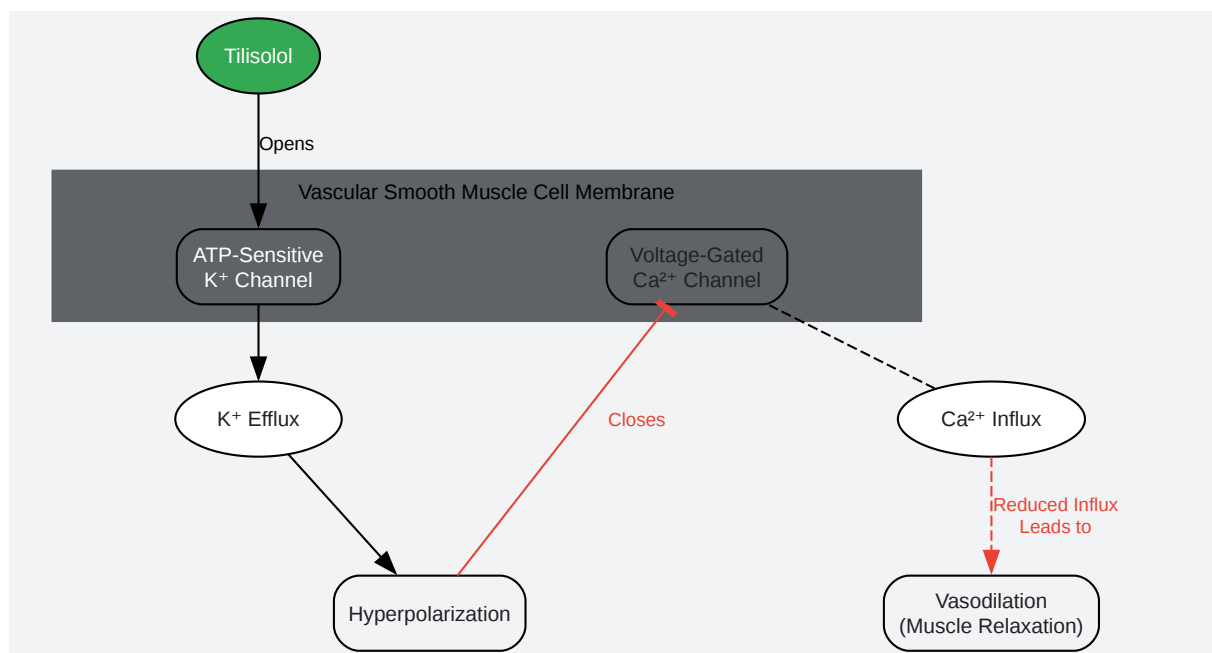 Tilisolol
Opens
Vascular Smooth Muscle Cell Membrane
ATP-Sensitive
K⁺ Channel
Voltage-Gated
Ca²⁺ Channel
K⁺ Efflux
Closes
Ca²⁺ Influx
Reduced Influx
Leads to
Hyperpolarization
Vasodilation
(Muscle Relaxation)